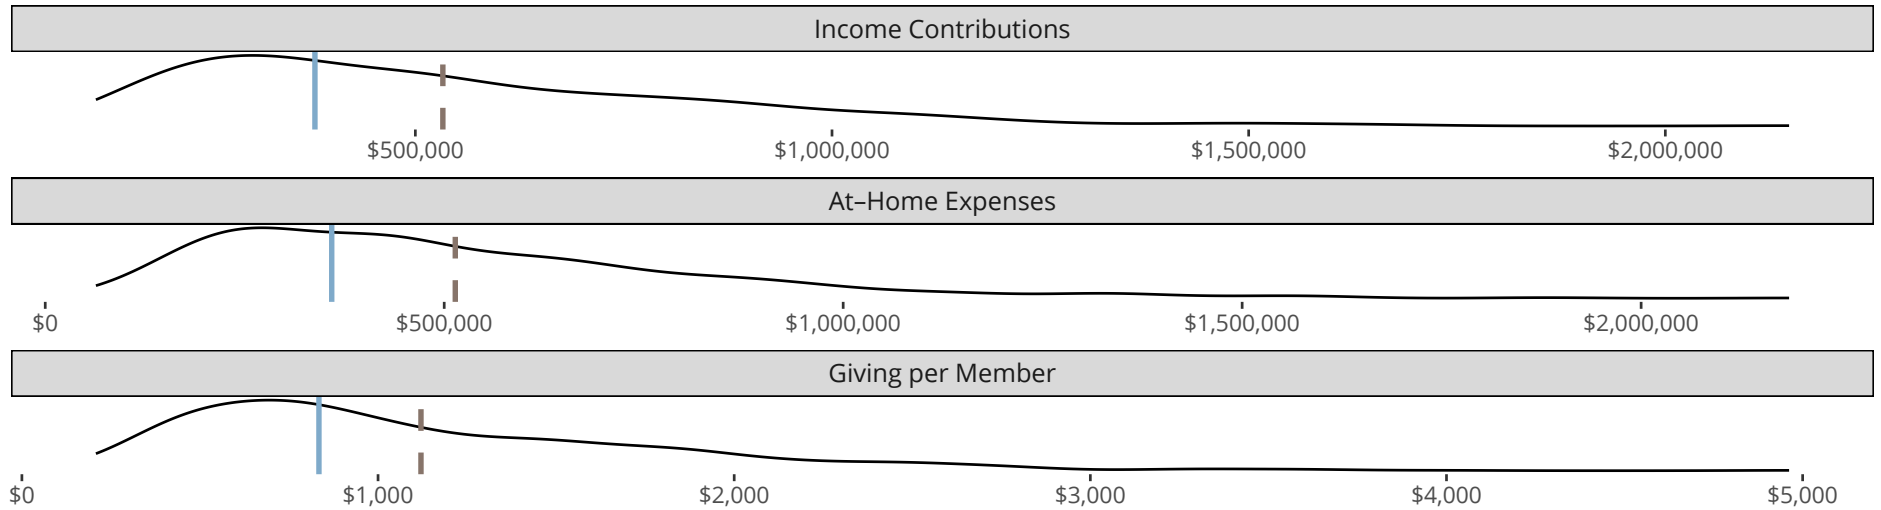 Income Contributions
$500,000 $1,000,000 $1,500,000 $2,000,000
At–Home Expenses
$0 $500,000 $1,000,000 $1,500,000 $2,000,000
Giving per Member
$0 $1,000 $2,000 $3,000 $4,000 $5,000